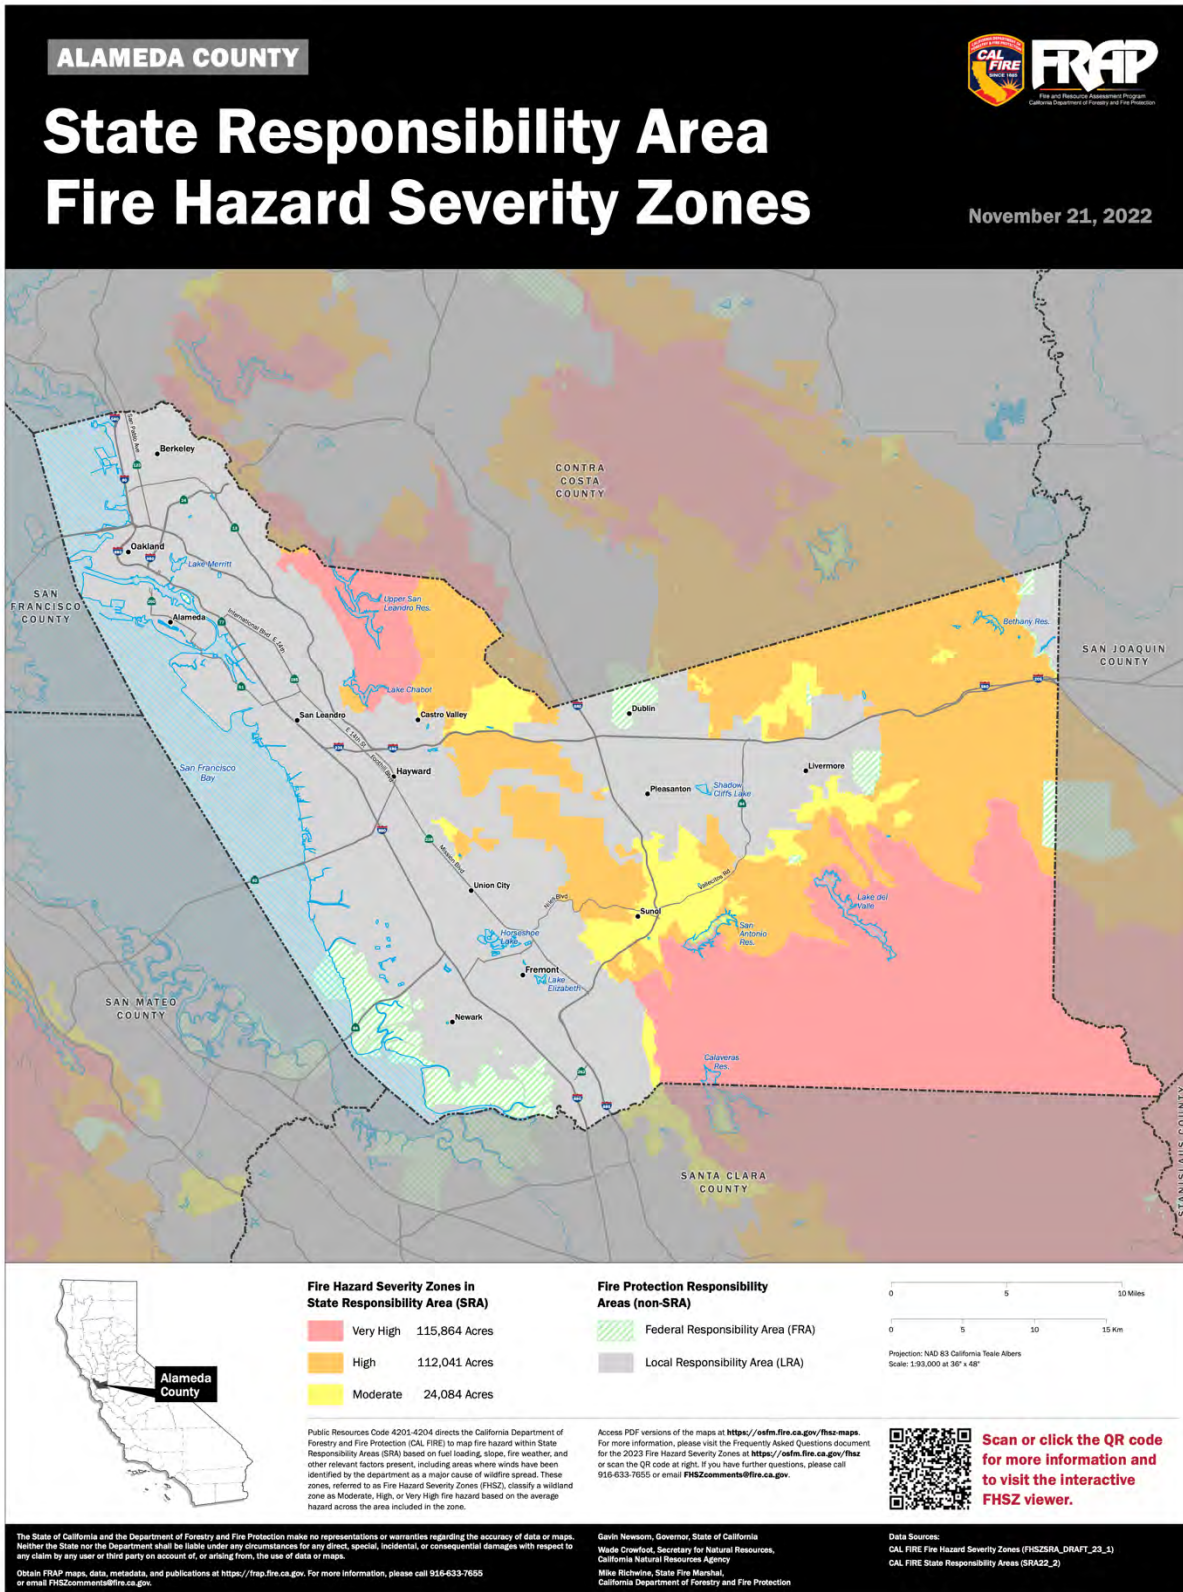 ALAMEDA COUNTY
State Responsibility Area
Fire Hazard Severity Zones
CALIFORNIA DEPARTMENT OF
FORESTRY & FIRE PROTECTION
CAL
FIRE
SINCE 1885
FRAP
Fire and Resource Assessment Program
California Department of Forestry and Fire Protection
November 21, 2022
San Pablo Ave
Berkeley
CONTRA
COSTA
COUNTY
Oakland
Lake Merritt
SAN
FRANCISCO
COUNTY
Upper San
Leandro Res.
Alameda
International Blvd
E 14th
Bethany Res.
SAN JOAQUIN
COUNTY
Lake Chabot
San Leandro
Castro Valley
Dublin
E 14th St
Foothill Blvd
San Francisco
Bay
Hayward
Livermore
Pleasanton
Shadow
Cliffs Lake
Mission Blvd
Union City
Niles Blvd
Vallecitos Rd
Sunol
Lake del
Valle
San
Antonio
Res.
Horseshoe
Lake
Fremont
Lake
Elizabeth
SAN MATEO
COUNTY
Newark
Calaveras
Res.
SANTA CLARA
COUNTY
STANISLAUS COUNTY
Alameda
County
Fire Hazard Severity Zones in
State Responsibility Area (SRA)
Very High 115,864 Acres
High 112,041 Acres
Moderate 24,084 Acres
Fire Protection Responsibility
Areas (non-SRA)
Federal Responsibility Area (FRA)
Local Responsibility Area (LRA)
0 5 10 Miles
0 5 10 15 Km
Projection: NAD 83 California Teale Albers
Scale: 1:93,000 at 36" x 48"
Public Resources Code 4201-4204 directs the California Department of
Forestry and Fire Protection (CAL FIRE) to map fire hazard within State
Responsibility Areas (SRA) based on fuel loading, slope, fire weather, and
other relevant factors present, including areas where winds have been
identified by the department as a major cause of wildfire spread. These
zones, referred to as Fire Hazard Severity Zones (FHSZ), classify a wildland
zone as Moderate, High, or Very High fire hazard based on the average
hazard across the area included in the zone.
Access PDF versions of the maps at https://osfm.fire.ca.gov/fhsz-maps.
For more information, please visit the Frequently Asked Questions document
for the 2023 Fire Hazard Severity Zones at https://osfm.fire.ca.gov/fhsz
or scan the QR code at right. If you have further questions, please call
916-633-7655 or email FHSZcomments@fire.ca.gov.
Scan or click the QR code
for more information and
to visit the interactive
FHSZ viewer.
The State of California and the Department of Forestry and Fire Protection make no representations or warranties regarding the accuracy of data or maps.
Neither the State nor the Department shall be liable under any circumstances for any direct, special, incidental, or consequential damages with respect to
any claim by any user or third party on account of, or arising from, the use of data or maps.
Obtain FRAP maps, data, metadata, and publications at https://frap.fire.ca.gov. For more information, please call 916-633-7655
or email FHSZcomments@fire.ca.gov.
Gavin Newsom, Governor, State of California
Wade Crowfoot, Secretary for Natural Resources,
California Natural Resources Agency
Mike Richwine, State Fire Marshal,
California Department of Forestry and Fire Protection
Data Sources:
CAL FIRE Fire Hazard Severity Zones (FHSZSRA_DRAFT_23_1)
CAL FIRE State Responsibility Areas (SRA22_2)